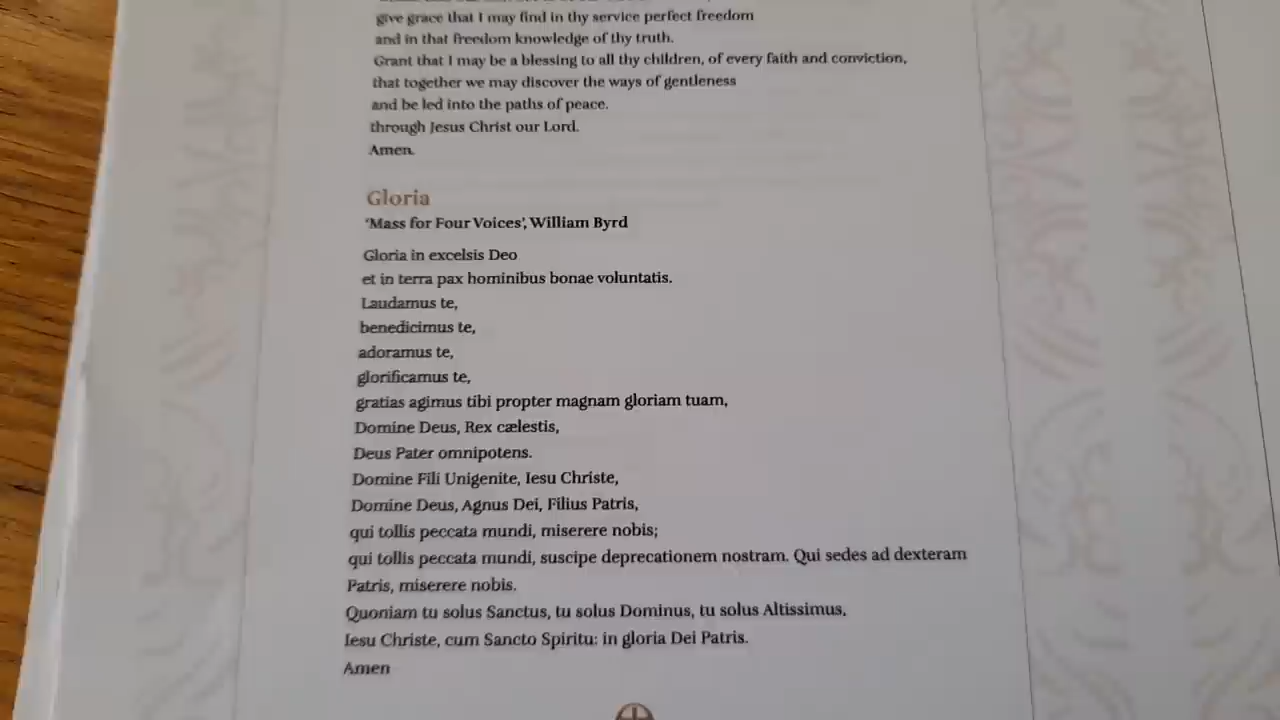 give grace that I may find in thy service perfect freedom
and in that freedom knowledge of thy truth.
Grant that I may be a blessing to all thy children, of every faith and conviction,
that together we may discover the ways of gentleness
and be led into the paths of peace.
through Jesus Christ our Lord.
Amen.
Gloria
'Mass for Four Voices', William Byrd
Gloria in excelsis Deo
et in terra pax hominibus bonae voluntatis.
Laudamus te,
benedicimus te,
adoramus te,
glorificamus te,
gratias agimus tibi propter magnam gloriam tuam,
Domine Deus, Rex cælestis,
Deus Pater omnipotens.
Domine Fili Unigenite, Iesu Christe,
Domine Deus, Agnus Dei, Filius Patris,
qui tollis peccata mundi, miserere nobis;
qui tollis peccata mundi, suscipe deprecationem nostram. Qui sedes ad dexteram
Patris, miserere nobis.
Quoniam tu solus Sanctus, tu solus Dominus, tu solus Altissimus,
Iesu Christe, cum Sancto Spiritu: in gloria Dei Patris.
Amen